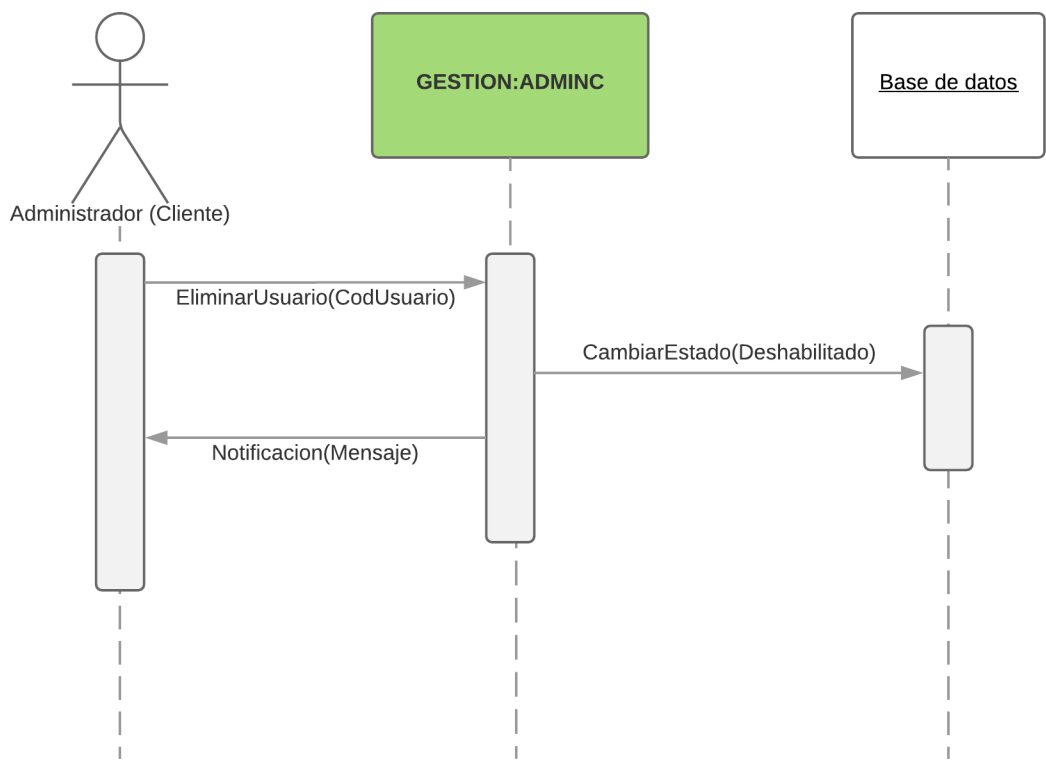 GESTION:ADMINC
Base de datos
Administrador (Cliente)
EliminarUsuario(CodUsuario)
CambiarEstado(Deshabilitado)
Notificacion(Mensaje)